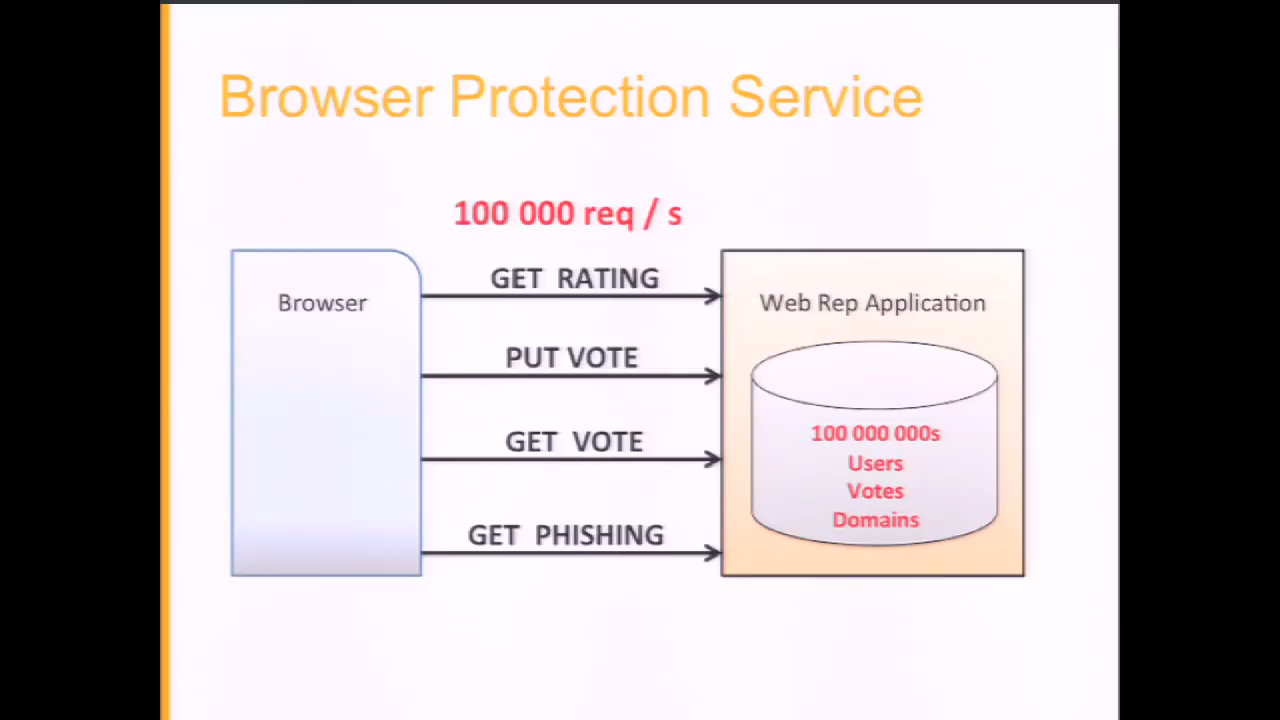 Browser Protection Service
100 000 req / s
Browser
GET RATING
PUT VOTE
GET VOTE
GET PHISHING
Web Rep Application
100 000 000s
Users
Votes
Domains